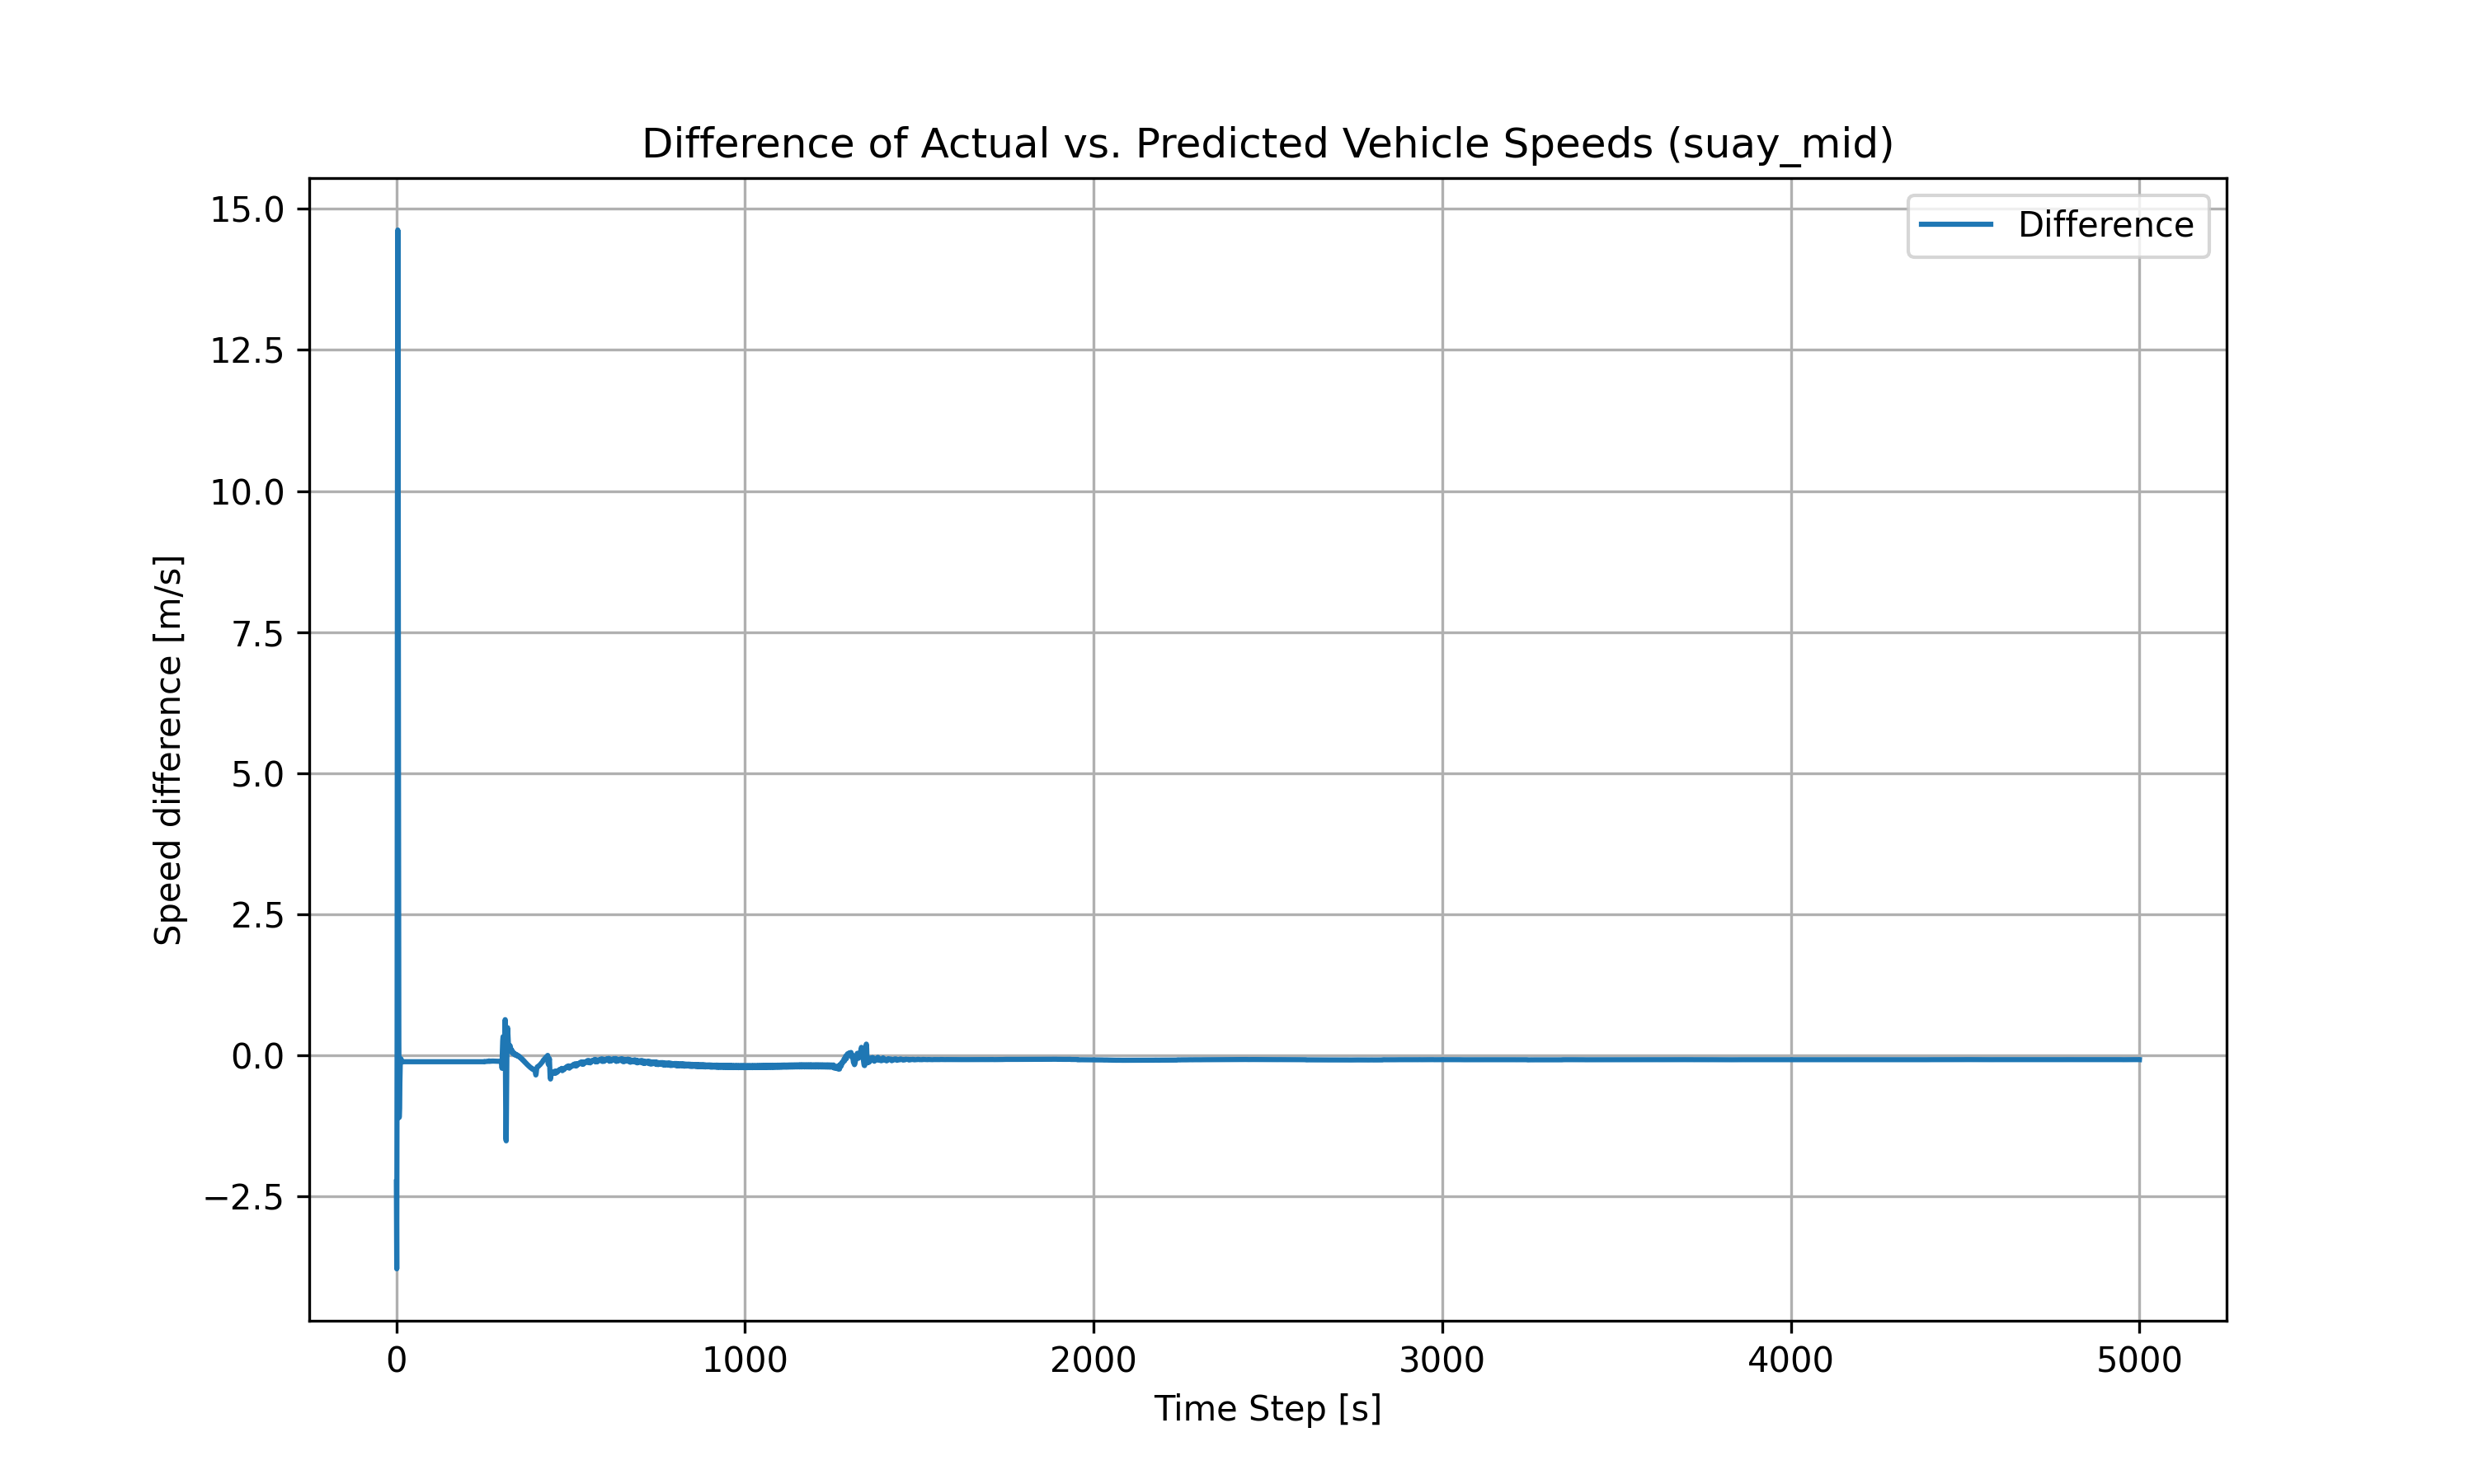 Difference of Actual vs. Predicted Vehicle Speeds (suay_mid)
Difference
15.0
12.5
10.0
7.5
5.0
2.5
0.0
−2.5
Speed difference [m/s]
0 1000 2000 3000 4000 5000
Time Step [s]